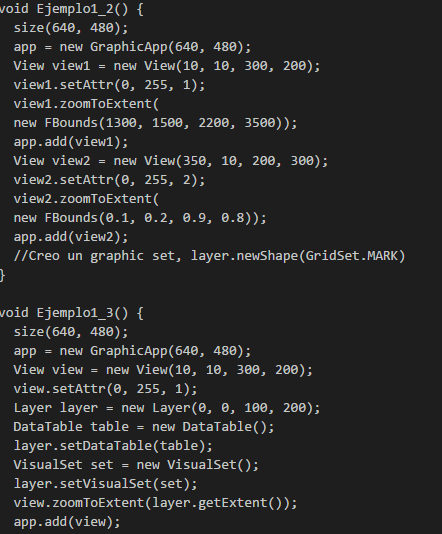 void Ejemplo1_2() {
  size(640, 480);
  app = new GraphicApp(640, 480);
  View view1 = new View(10, 10, 300, 200);
  view1.setAttr(0, 255, 1);
  view1.zoomToExtent(
  new FBounds(1300, 1500, 2200, 3500));
  app.add(view1);
  View view2 = new View(350, 10, 200, 300);
  view2.setAttr(0, 255, 2);
  view2.zoomToExtent(
  new FBounds(0.1, 0.2, 0.9, 0.8));
  app.add(view2);
  //Creo un graphic set, layer.newShape(GridSet.MARK)
}

void Ejemplo1_3() {
  size(640, 480);
  app = new GraphicApp(640, 480);
  View view = new View(10, 10, 300, 200);
  view.setAttr(0, 255, 1);
  Layer layer = new Layer(0, 0, 100, 200);
  DataTable table = new DataTable();
  layer.setDataTable(table);
  VisualSet set = new VisualSet();
  layer.setVisualSet(set);
  view.zoomToExtent(layer.getExtent());
  app.add(view);